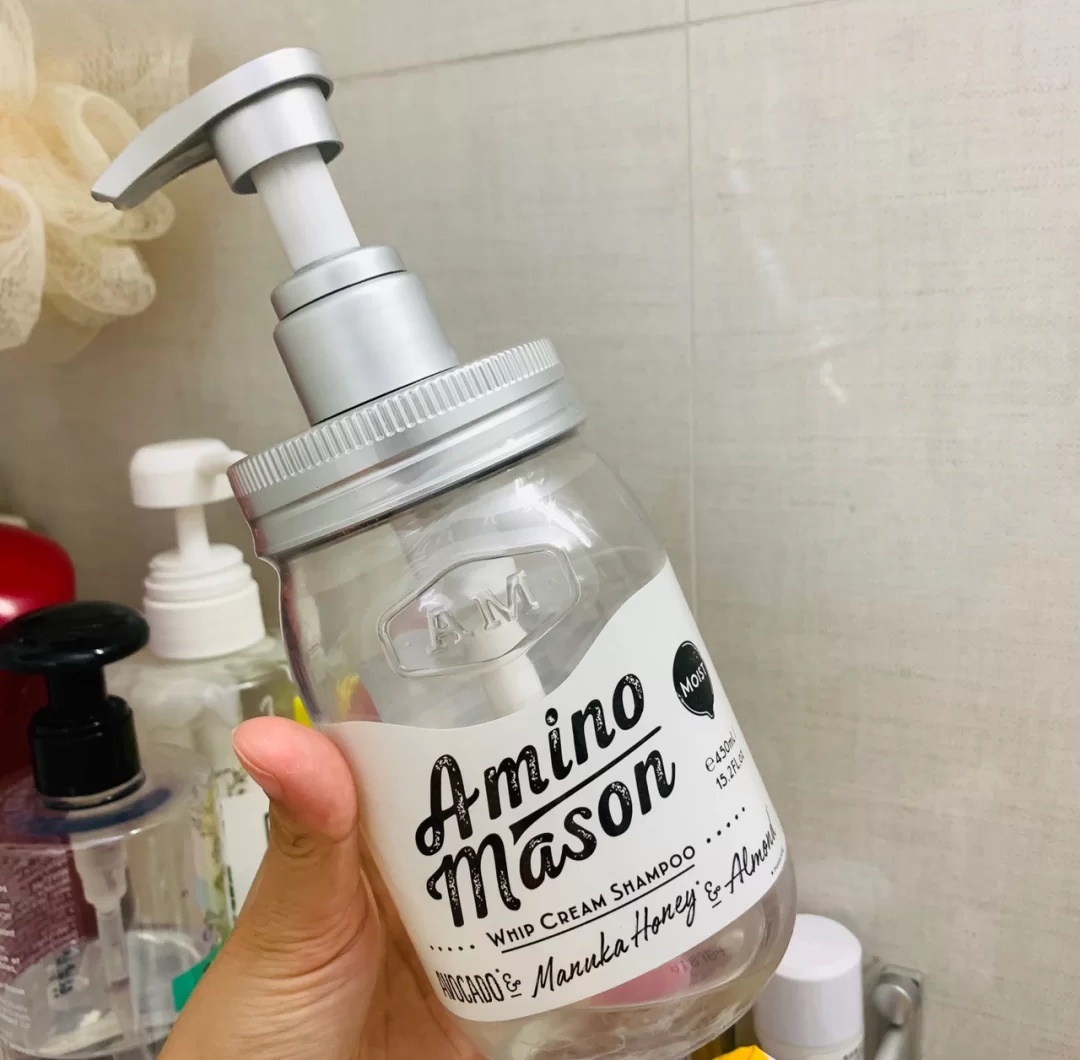 AM
Amino
Mason
MOIST
e450mL/
15.2FL.oz
WHIP CREAM SHAMPOO
AVOCADO* & Manuka Honey* & Almond